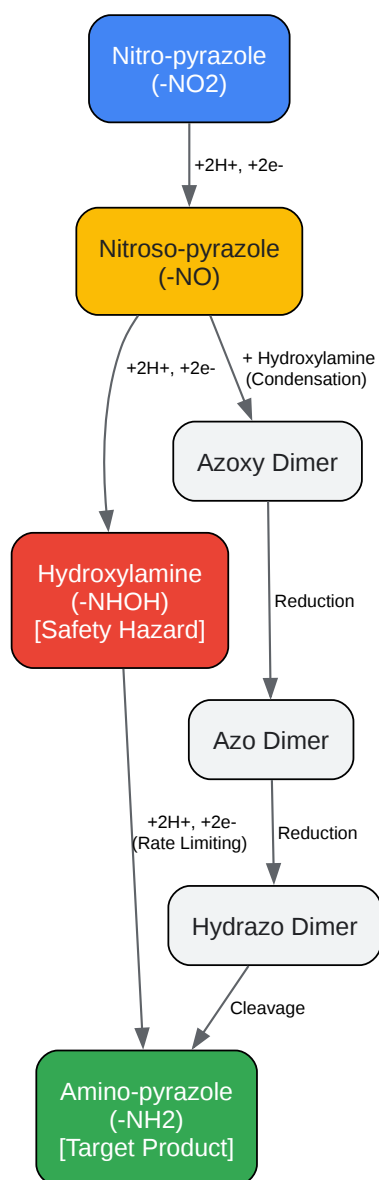 Nitro-pyrazole
(-NO2)
+2H+, +2e-
Nitroso-pyrazole
(-NO)
+2H+, +2e-
+ Hydroxylamine
(Condensation)
Azoxy Dimer
Hydroxylamine
(-NHOH)
[Safety Hazard]
Reduction
Azo Dimer
+2H+, +2e-
(Rate Limiting)
Reduction
Hydrazo Dimer
Cleavage
Amino-pyrazole
(-NH2)
[Target Product]